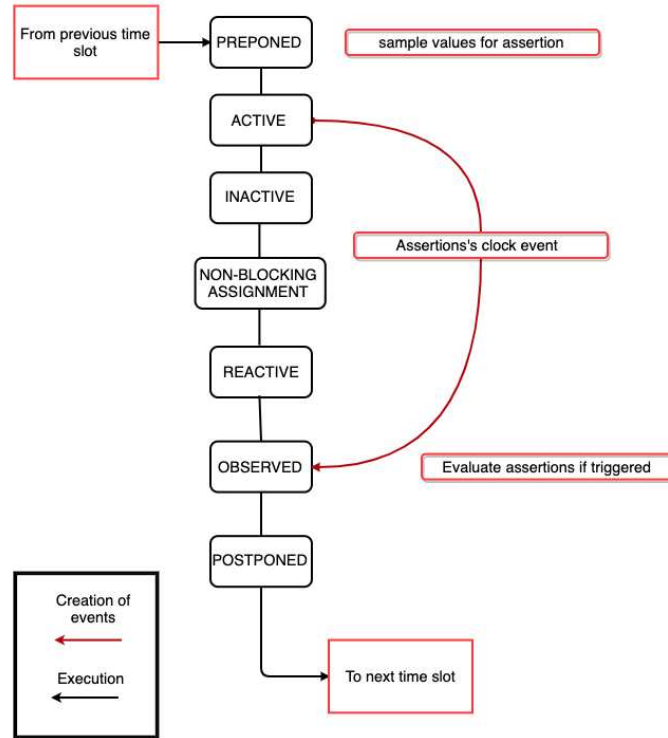 From previous time
slot
PREPONED
sample values for assertion
ACTIVE
INACTIVE
Assertions's clock event
NON-BLOCKING
ASSIGNMENT
REACTIVE
OBSERVED
Evaluate assertions if triggered
POSTPONED
Creation of
events
Execution
To next time slot